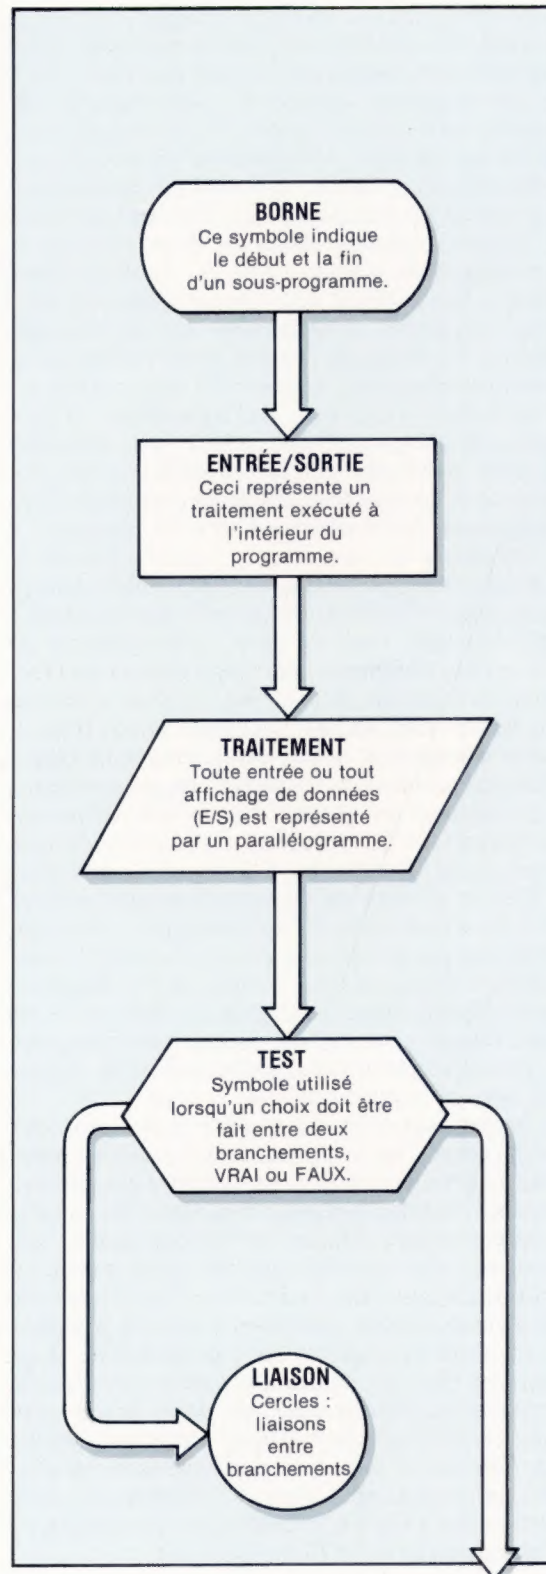 BORNE
Ce symbole indique
le début et la fin
d'un sous-programme.
ENTRÉE/SORTIE
Ceci représente un
traitement exécuté à
l'intérieur du
programme.
TRAITEMENT
Toute entrée ou tout
affichage de données
(E/S) est représenté
par un parallélogramme.
TEST
Symbole utilisé
lorsqu'un choix doit être
fait entre deux
branchements,
VRAI ou FAUX.
LIAISON
Cercles :
liaisons
entre
branchements